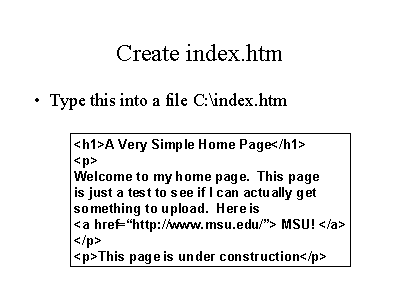 Create index.htm
• Type this into a file C:\index.htm
<h1>A Very Simple Home Page</h1>
<p>
Welcome to my home page.  This page
is just a test to see if I can actually get
something to upload.  Here is
<a href=“http://www.msu.edu/”> MSU! </a>
</p>
<p>This page is under construction</p>